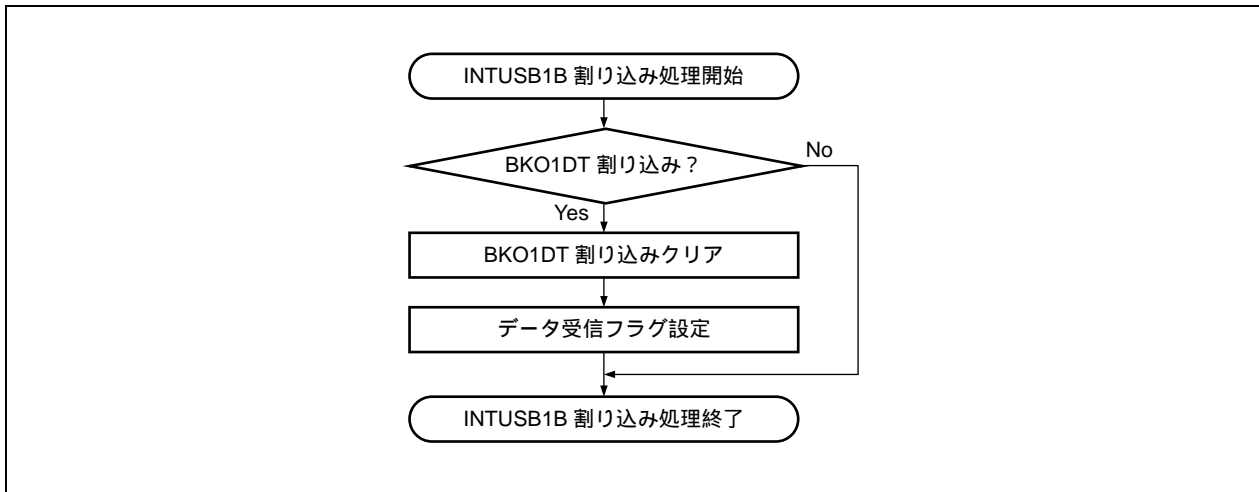 INTUSB1B 割り込み処理開始
BKO1DT 割り込み？
No
Yes
BKO1DT 割り込みクリア
データ受信フラグ設定
INTUSB1B 割り込み処理終了